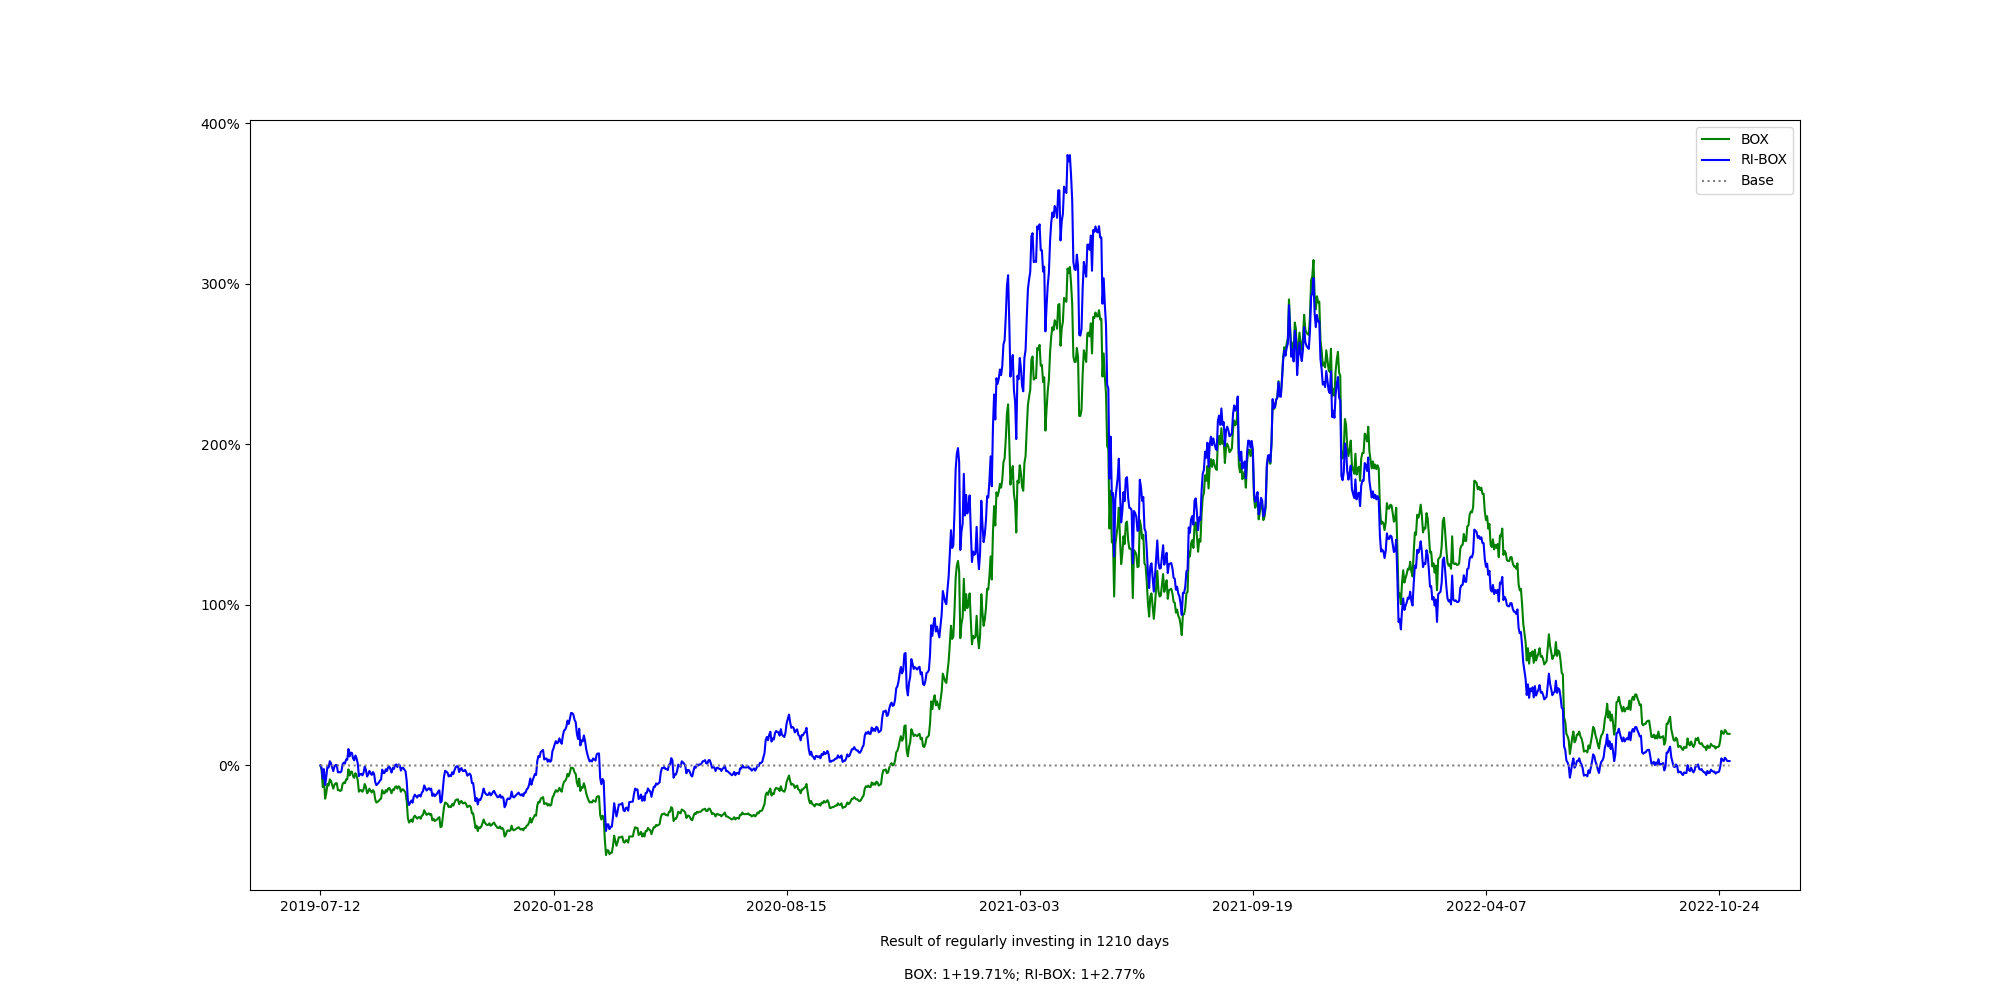 400%
300%
200%
100%
0%
BOX
RI-BOX
Base
2019-07-12 2020-01-28 2020-08-15 2021-03-03 2021-09-19 2022-04-07 2022-10-24
Result of regularly investing in 1210 days
BOX: 1+19.71%; RI-BOX: 1+2.77%